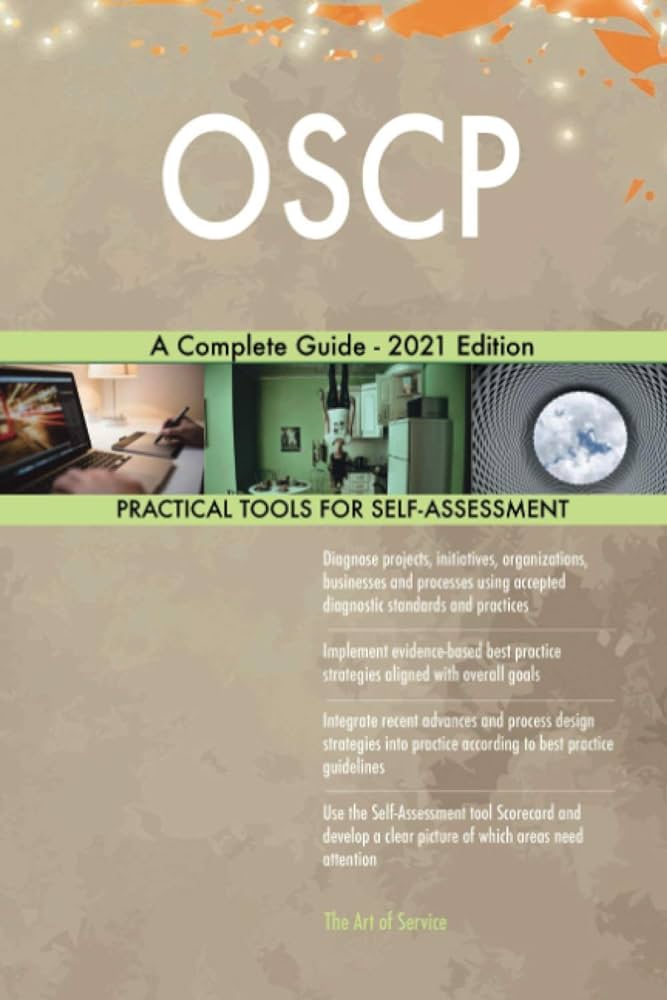 OSCP
A Complete Guide - 2021 Edition
PRACTICAL TOOLS FOR SELF-ASSESSMENT
Diagnose projects, initiatives, organizations,
businesses and processes using accepted
diagnostic standards and practices
Implement evidence-based best practice
strategies aligned with overall goals
Integrate recent advances and process design
strategies into practice according to best practice
guidelines
Use the Self-Assessment tool Scorecard and
develop a clear picture of which areas need
attention
The Art of Service